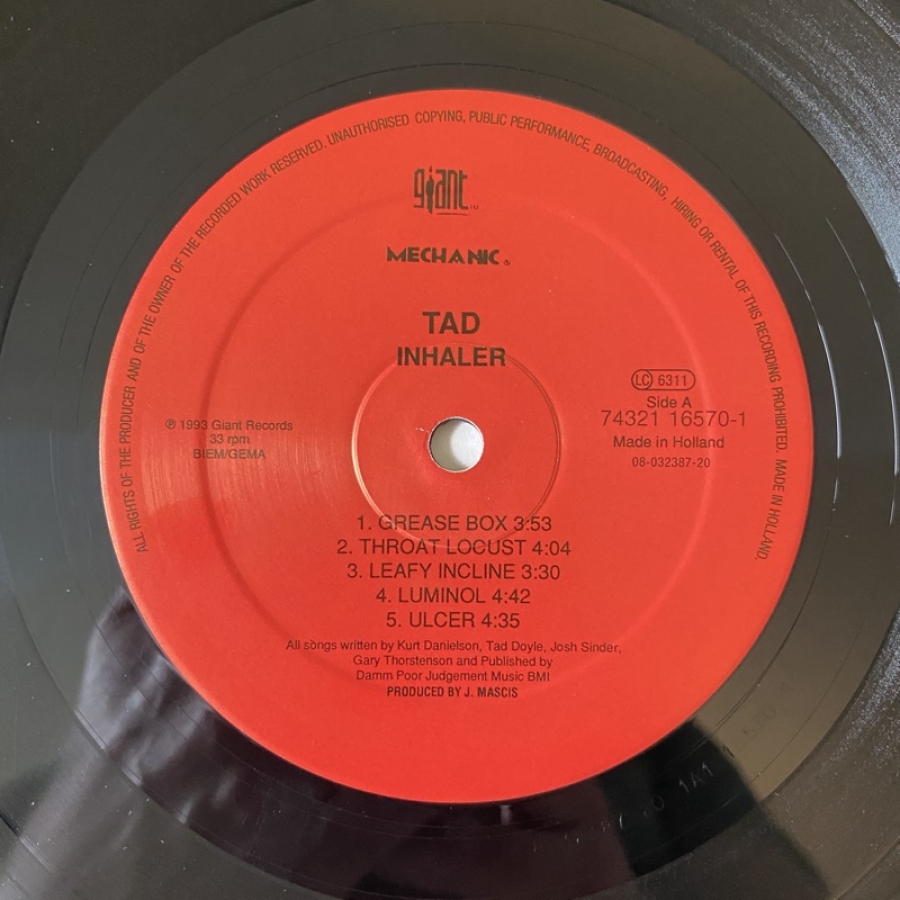 ALL RIGHTS OF THE PRODUCER AND OF THE OWNER OF THE RECORDED WORK RESERVED. UNAUTHORISED COPYING, PUBLIC PERFORMANCE, BROADCASTING, HIRING OR RENTAL OF THIS RECORDING PROHIBITED. MADE IN HOLLAND.
giant
MECHANIC
TAD
INHALER
LC 6311
Side A
74321 16570-1
Made in Holland
08-032387-20
℗ 1993 Giant Records
33 rpm
BIEM/GEMA
1. GREASE BOX 3:53
2. THROAT LOCUST 4:04
3. LEAFY INCLINE 3:30
4. LUMINOL 4:42
5. ULCER 4:35
All songs written by Kurt Danielson, Tad Doyle, Josh Sinder,
Gary Thorstenson and Published by
Damm Poor Judgement Music BMI
PRODUCED BY J. MASCIS
1A1